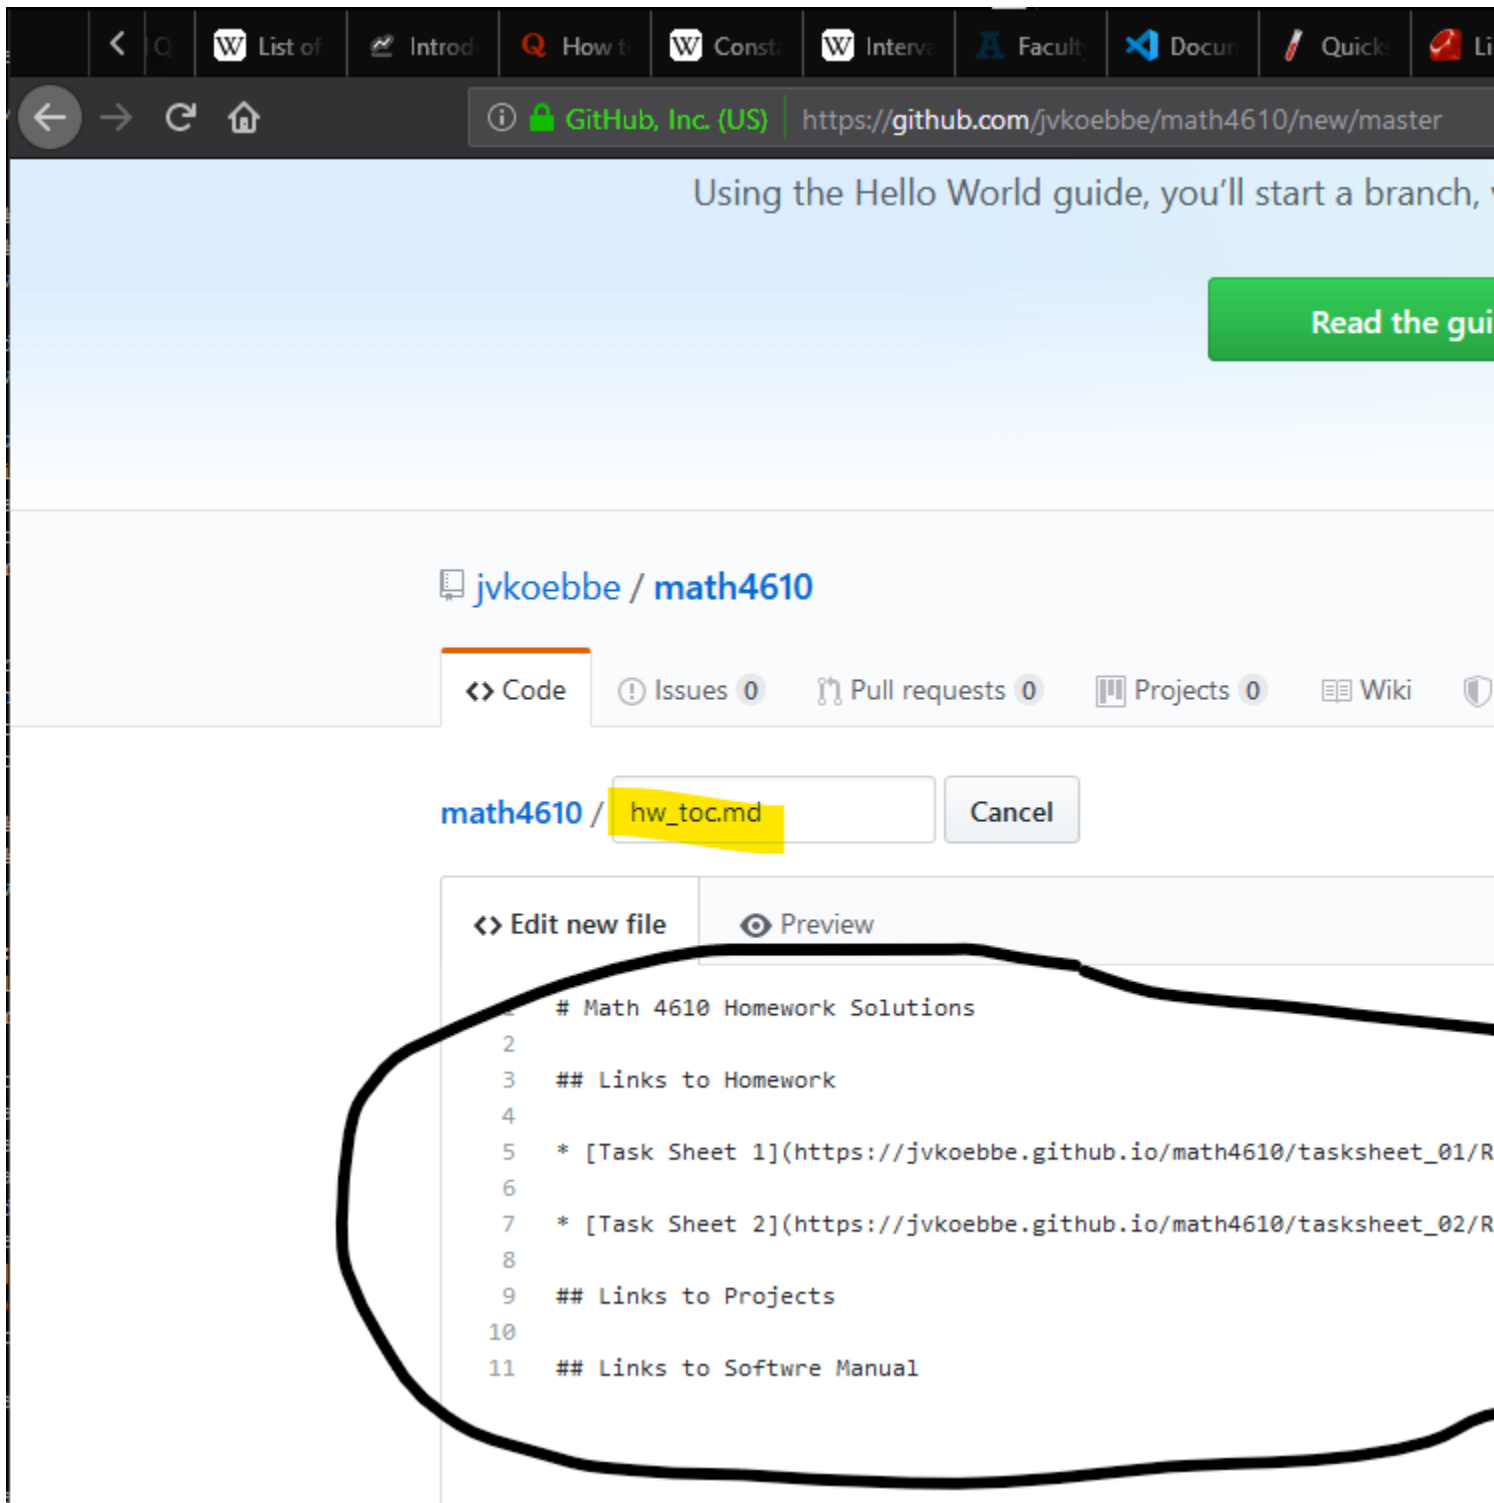 List of Introd How t Const Interv Facult Docun Quick Li
GitHub, Inc. (US) https://github.com/jvkoebbe/math4610/new/master
Using the Hello World guide, you'll start a branch,
Read the gui
jvkoebbe / math4610
Code Issues 0 Pull requests 0 Projects 0 Wiki
math4610 / hw_toc.md Cancel
Edit new file Preview
# Math 4610 Homework Solutions
2
3 ## Links to Homework
4
5 * [Task Sheet 1](https://jvkoebbe.github.io/math4610/tasksheet_01/R
6
7 * [Task Sheet 2](https://jvkoebbe.github.io/math4610/tasksheet_02/R
8
9 ## Links to Projects
10
11 ## Links to Softwre Manual